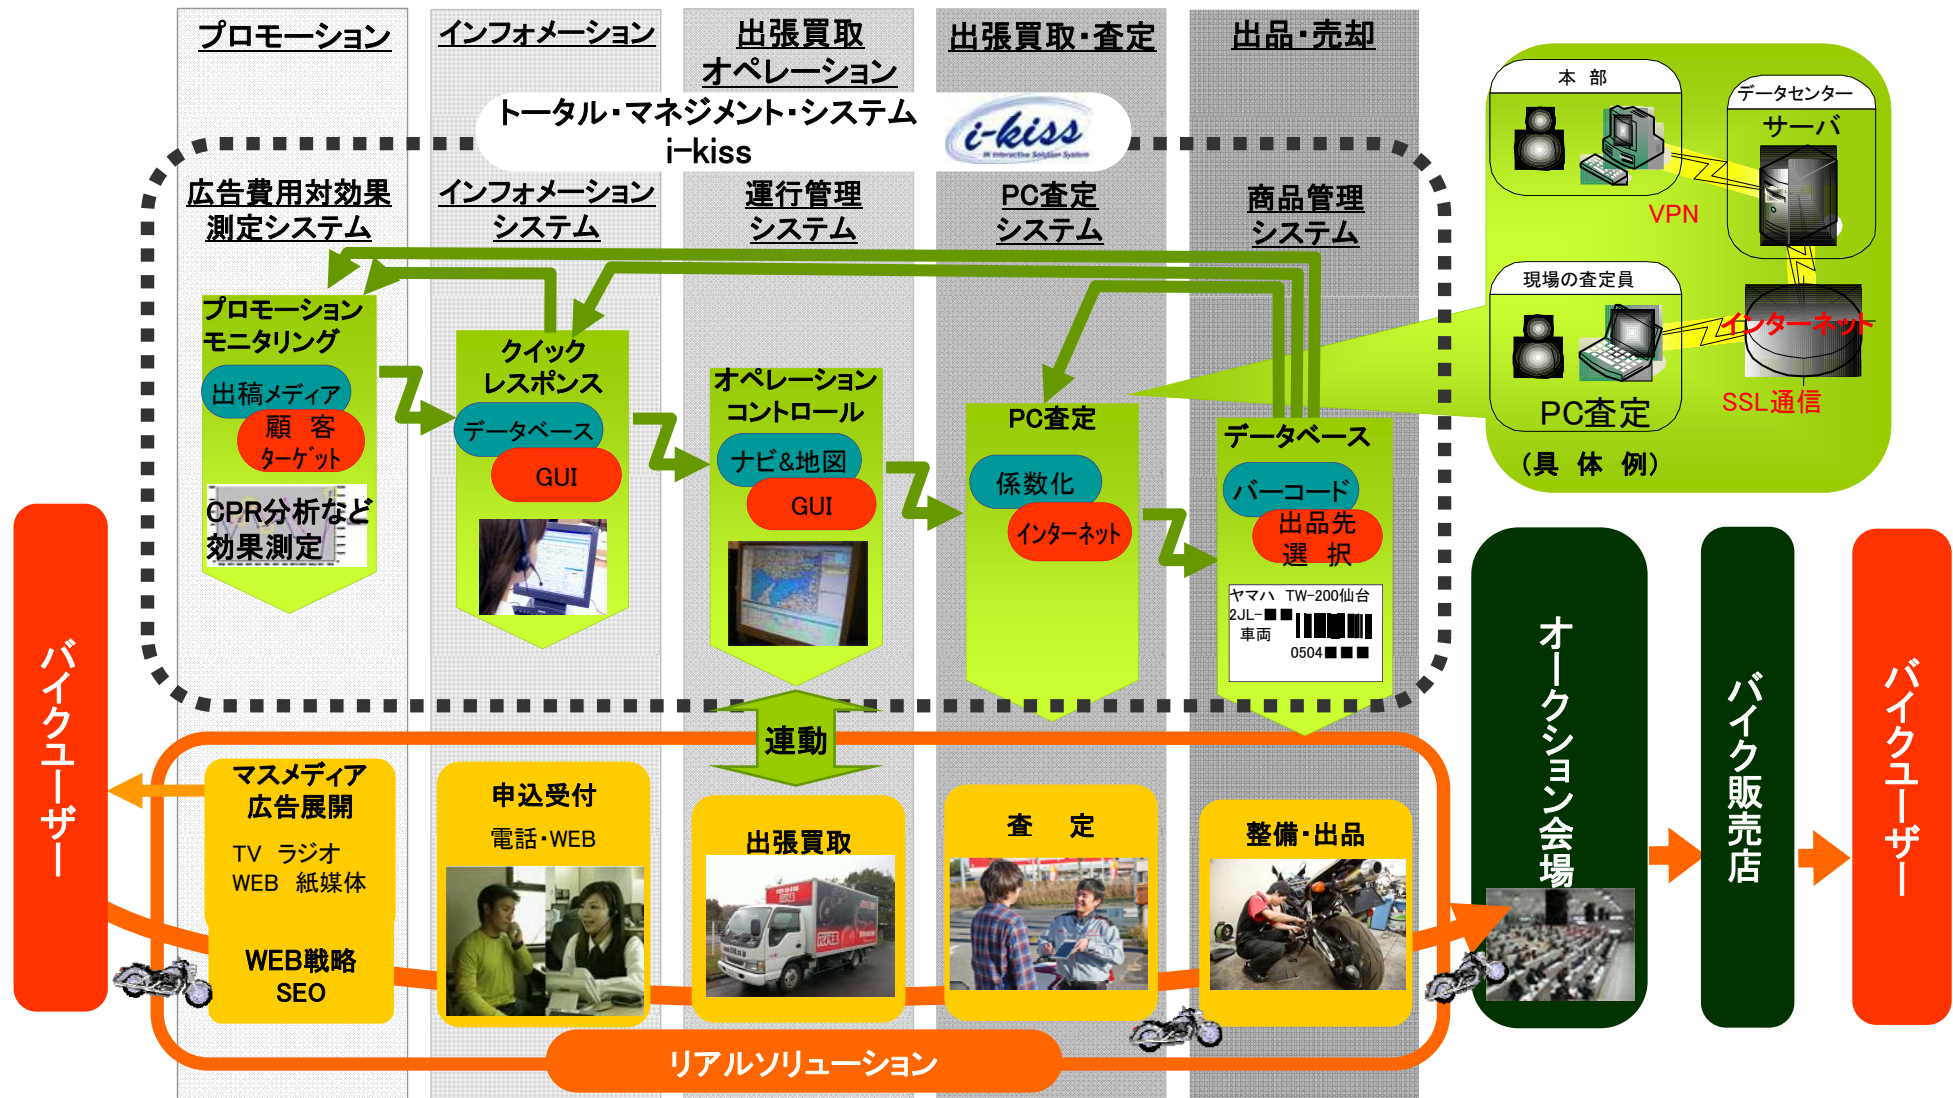 プロモーション
インフォメーション
出張買取
オペレーション
出張買取・査定
出品・売却
トータル・マネジメント・システム
i-kiss
i-kiss
IK Interactive Solution System
広告費用対効果
測定システム
インフォメーション
システム
運行管理
システム
PC査定
システム
商品管理
システム
プロモーション
モニタリング
出稿メディア
顧 客
ターゲット
CPR分析など
効果測定
クイック
レスポンス
データベース
GUI
オペレーション
コントロール
ナビ&地図
GUI
PC査定
係数化
インターネット
データベース
バーコード
出品先
選 択
ヤマハ TW-200仙台
2JL-■■
車両
0504■■■
本 部
データセンター
サーバ
VPN
現場の査定員
インターネット
PC査定
SSL通信
(具 体 例)
連動
バイクユーザー
マスメディア
広告展開
TV ラジオ
WEB 紙媒体
WEB戦略
SEO
申込受付
電話・WEB
出張買取
査 定
整備・出品
リアルソリューション
オークション会場
バイク販売店
バイクユーザー